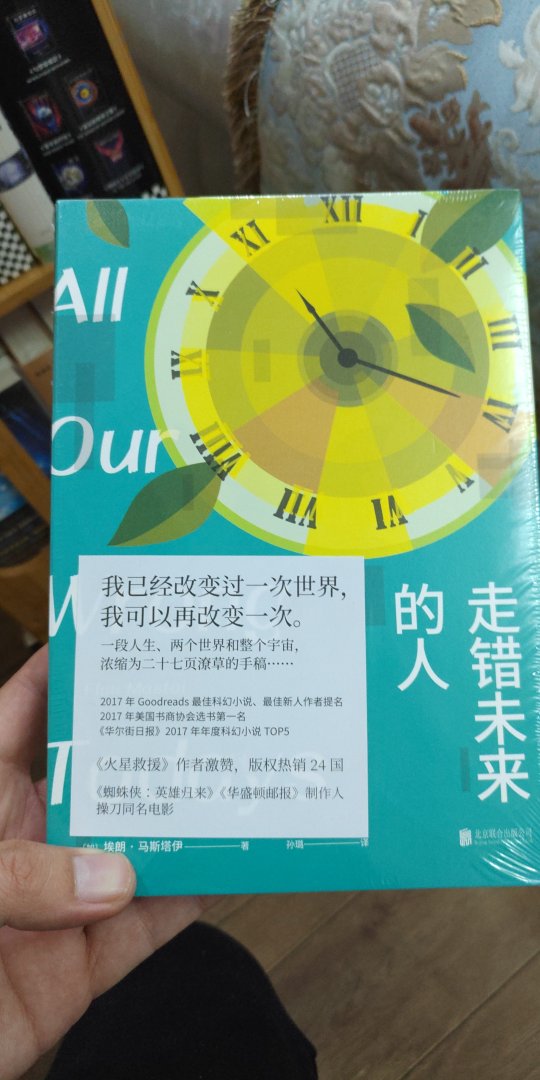 XII
I
II
III
IV
V
VI
VII
VIII
IX
X
XI
All
Our
W
T
days
我已经改变过一次世界，
我可以再改变一次。
一段人生、两个世界和整个宇宙，
浓缩为二十七页潦草的手稿……
2017 年 Goodreads 最佳科幻小说、最佳新人作者提名
2017 年美国书商协会选书第一名
《华尔街日报》2017 年年度科幻小说 TOP5
《火星救援》作者激赞，版权热销 24 国
《蜘蛛侠：英雄归来》《华盛顿邮报》制作人
操刀同名电影
走错未来
的人
[加] 埃朗·马斯塔伊 著
孙璐 译
北京联合出版公司